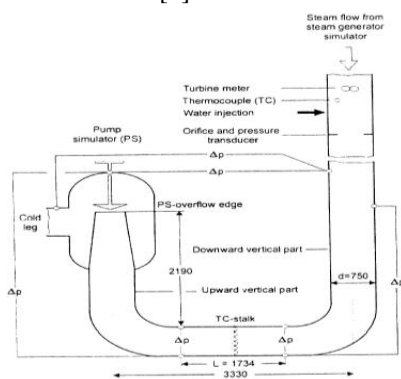 Steam flow from
steam generator
simulator
Turbine meter
Thermocouple (TC)
Water injection
Orifice and pressure
transducer
Pump
simulator (PS)
Δp
Δp
PS-overflow edge
Cold
leg
Downward vertical part
2190
d=750
Δp
Δp
Upward vertical part
TC-stalk
Δp
Δp
L = 1734
3330